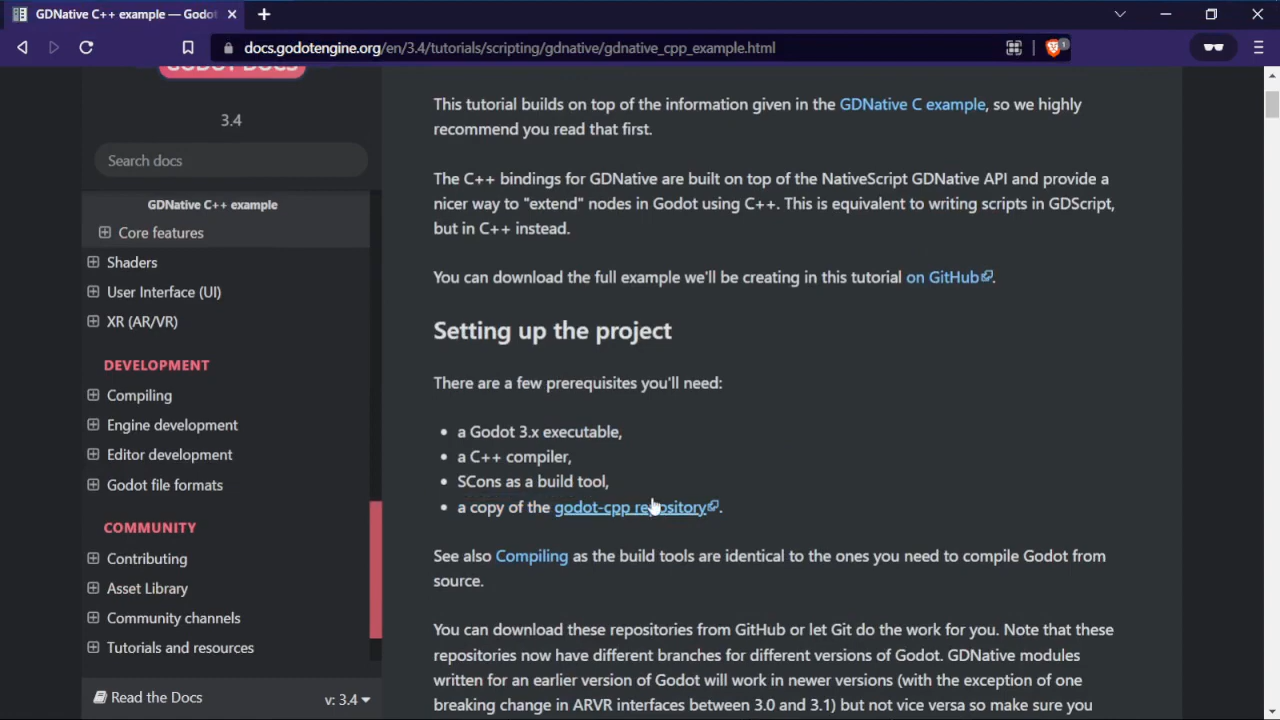 GDNative C++ example — Godot
docs.godotengine.org/en/3.4/tutorials/scripting/gdnative/gdnative_cpp_example.html
1
GODOT DOCS
3.4
Search docs
GDNative C++ example
Core features
Shaders
User Interface (UI)
XR (AR/VR)
DEVELOPMENT
Compiling
Engine development
Editor development
Godot file formats
COMMUNITY
Contributing
Asset Library
Community channels
Tutorials and resources
Read the Docs
v: 3.4
This tutorial builds on top of the information given in the GDNative C example, so we highly
recommend you read that first.
The C++ bindings for GDNative are built on top of the NativeScript GDNative API and provide a
nicer way to "extend" nodes in Godot using C++. This is equivalent to writing scripts in GDScript,
but in C++ instead.
You can download the full example we'll be creating in this tutorial on GitHub.
Setting up the project
There are a few prerequisites you'll need:
• a Godot 3.x executable,
• a C++ compiler,
• SCons as a build tool,
• a copy of the godot-cpp repository.
See also Compiling as the build tools are identical to the ones you need to compile Godot from
source.
You can download these repositories from GitHub or let Git do the work for you. Note that these
repositories now have different branches for different versions of Godot. GDNative modules
written for an earlier version of Godot will work in newer versions (with the exception of one
breaking change in ARVR interfaces between 3.0 and 3.1) but not vice versa so make sure you